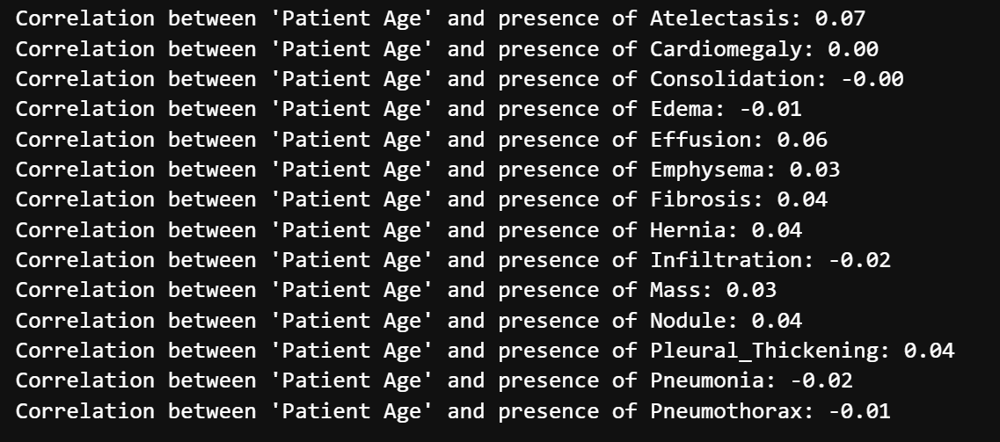 Correlation between 'Patient Age' and presence of Atelectasis: 0.07
Correlation between 'Patient Age' and presence of Cardiomegaly: 0.00
Correlation between 'Patient Age' and presence of Consolidation: -0.00
Correlation between 'Patient Age' and presence of Edema: -0.01
Correlation between 'Patient Age' and presence of Effusion: 0.06
Correlation between 'Patient Age' and presence of Emphysema: 0.03
Correlation between 'Patient Age' and presence of Fibrosis: 0.04
Correlation between 'Patient Age' and presence of Hernia: 0.04
Correlation between 'Patient Age' and presence of Infiltration: -0.02
Correlation between 'Patient Age' and presence of Mass: 0.03
Correlation between 'Patient Age' and presence of Nodule: 0.04
Correlation between 'Patient Age' and presence of Pleural_Thickening: 0.04
Correlation between 'Patient Age' and presence of Pneumonia: -0.02
Correlation between 'Patient Age' and presence of Pneumothorax: -0.01